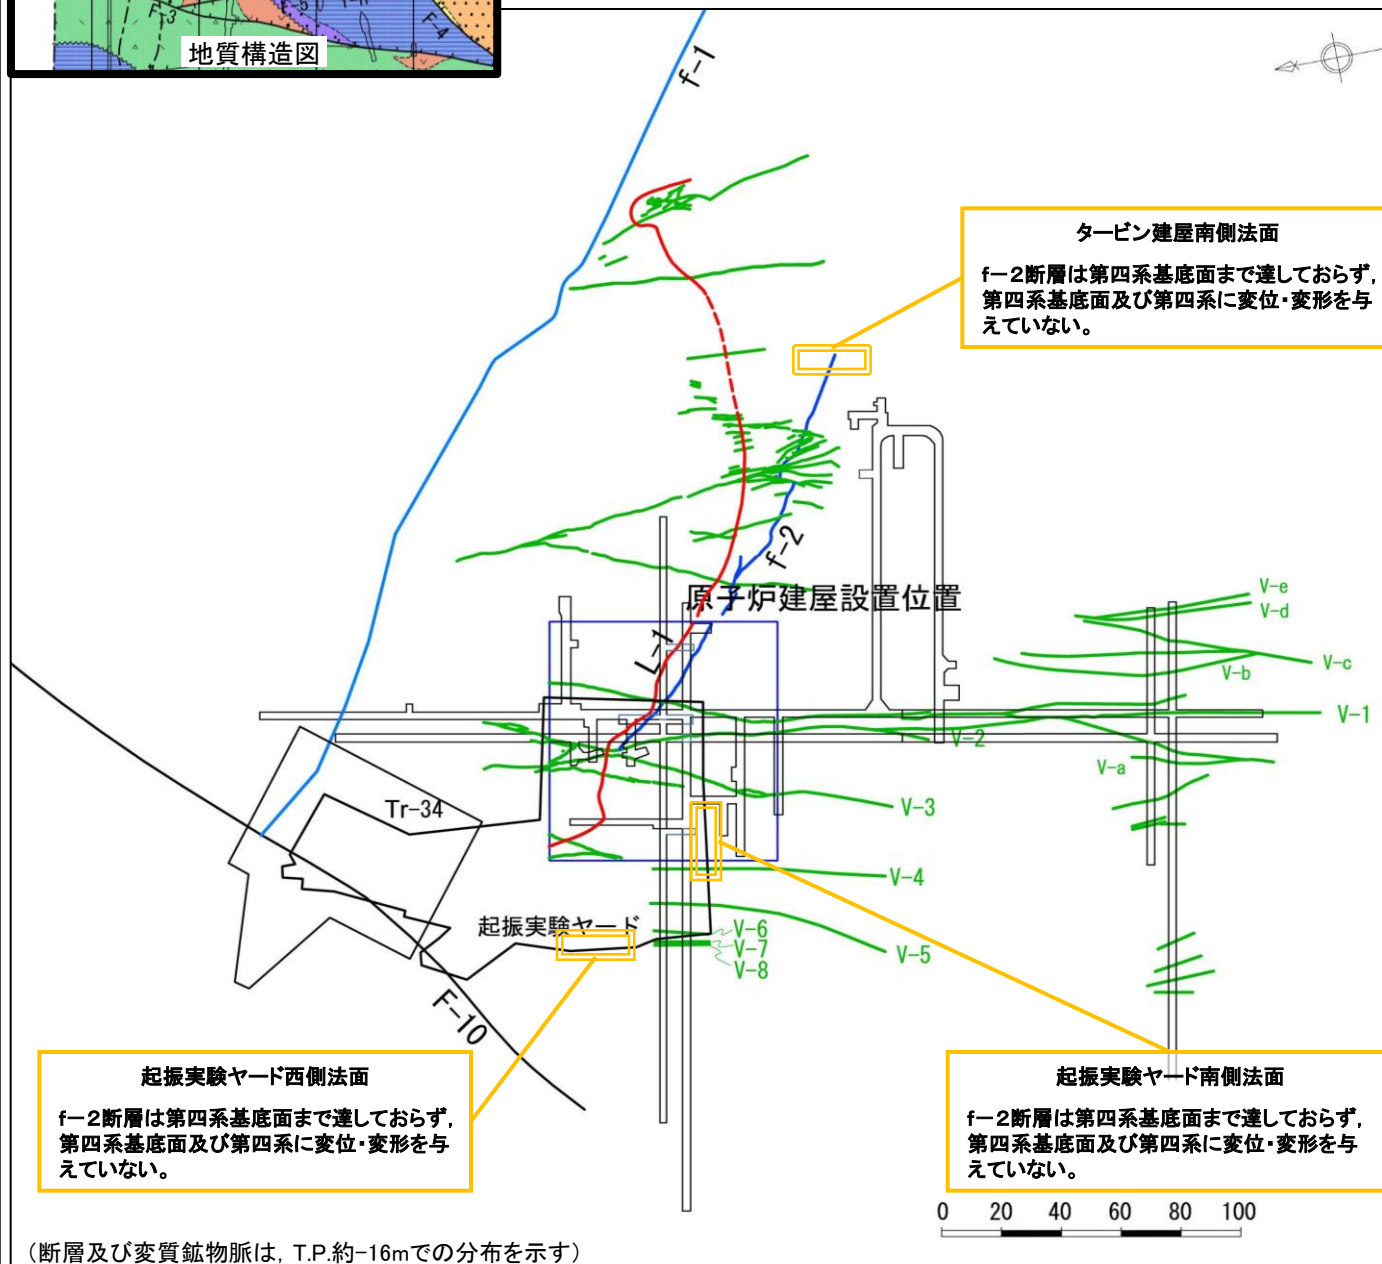 F-3
F-5
F-4
地質構造図
f-1
タービン建屋南側法面
f−2断層は第四系基底面まで達しておらず,
第四系基底面及び第四系に変位・変形を与
えていない。
f-2
原子炉建屋設置位置
L-1
V-e
V-d
V-c
V-b
V-1
V-2
V-a
V-3
Tr-34
V-4
起振実験ヤード
V-6
V-7
V-8
V-5
F-10
起振実験ヤード西側法面
f−2断層は第四系基底面まで達しておらず,
第四系基底面及び第四系に変位・変形を与
えていない。
起振実験ヤード南側法面
f−2断層は第四系基底面まで達しておらず,
第四系基底面及び第四系に変位・変形を与
えていない。
0 20 40 60 80 100
(断層及び変質鉱物脈は, T.P.約-16mでの分布を示す)